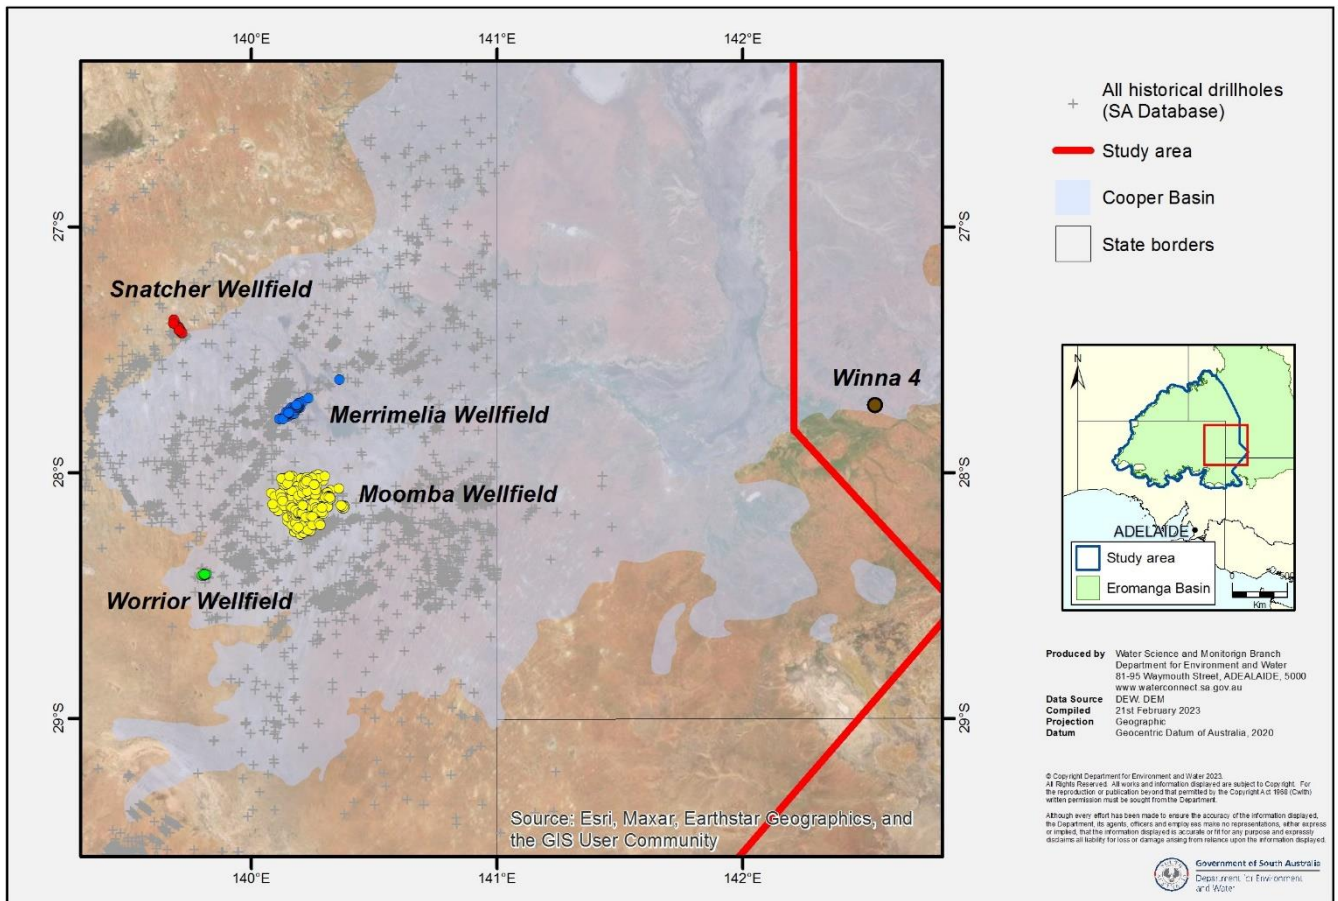 140°E
141°E
142°E
27°S
27°S
28°S
28°S
29°S
29°S
Snatcher Wellfield
Merrimelia Wellfield
Moomba Wellfield
Worrior Wellfield
Winna 4
Source: Esri, Maxar, Earthstar Geographics, and
the GIS User Community
140°E
141°E
142°E
All historical drillholes
(SA Database)
Study area
Cooper Basin
State borders
N
ADELAIDE
Study area
Eromanga Basin
Km
Produced by Water Science and Monitorign Branch
Department for Environment and Water
81-95 Waymouth Street, ADEALAIDE, 5000
www.waterconnect.sa.gov.au
Data Source DEW. DEM
Compiled 21st February 2023
Projection Geographic
Datum Geocentric Datum of Australia, 2020
© Copyright Department for Environment and Water 2023.
All Rights Reserved. All works and information displayed are subject to Copyright. For
the reproduction or publication beyond that permitted by the Copyright Act 1968 (Cwlth)
written permission must be sought from the Department.
Although every effort has been made to ensure the accuracy of the information displayed,
the Department, its agents, officers and employees make no representations, either express
or implied, that the information displayed is accurate or fit for any purpose and expressly
disclaims all liability for loss or damage arising from reliance upon the information displayed.
Government of South Australia
Department for Environment
and Water